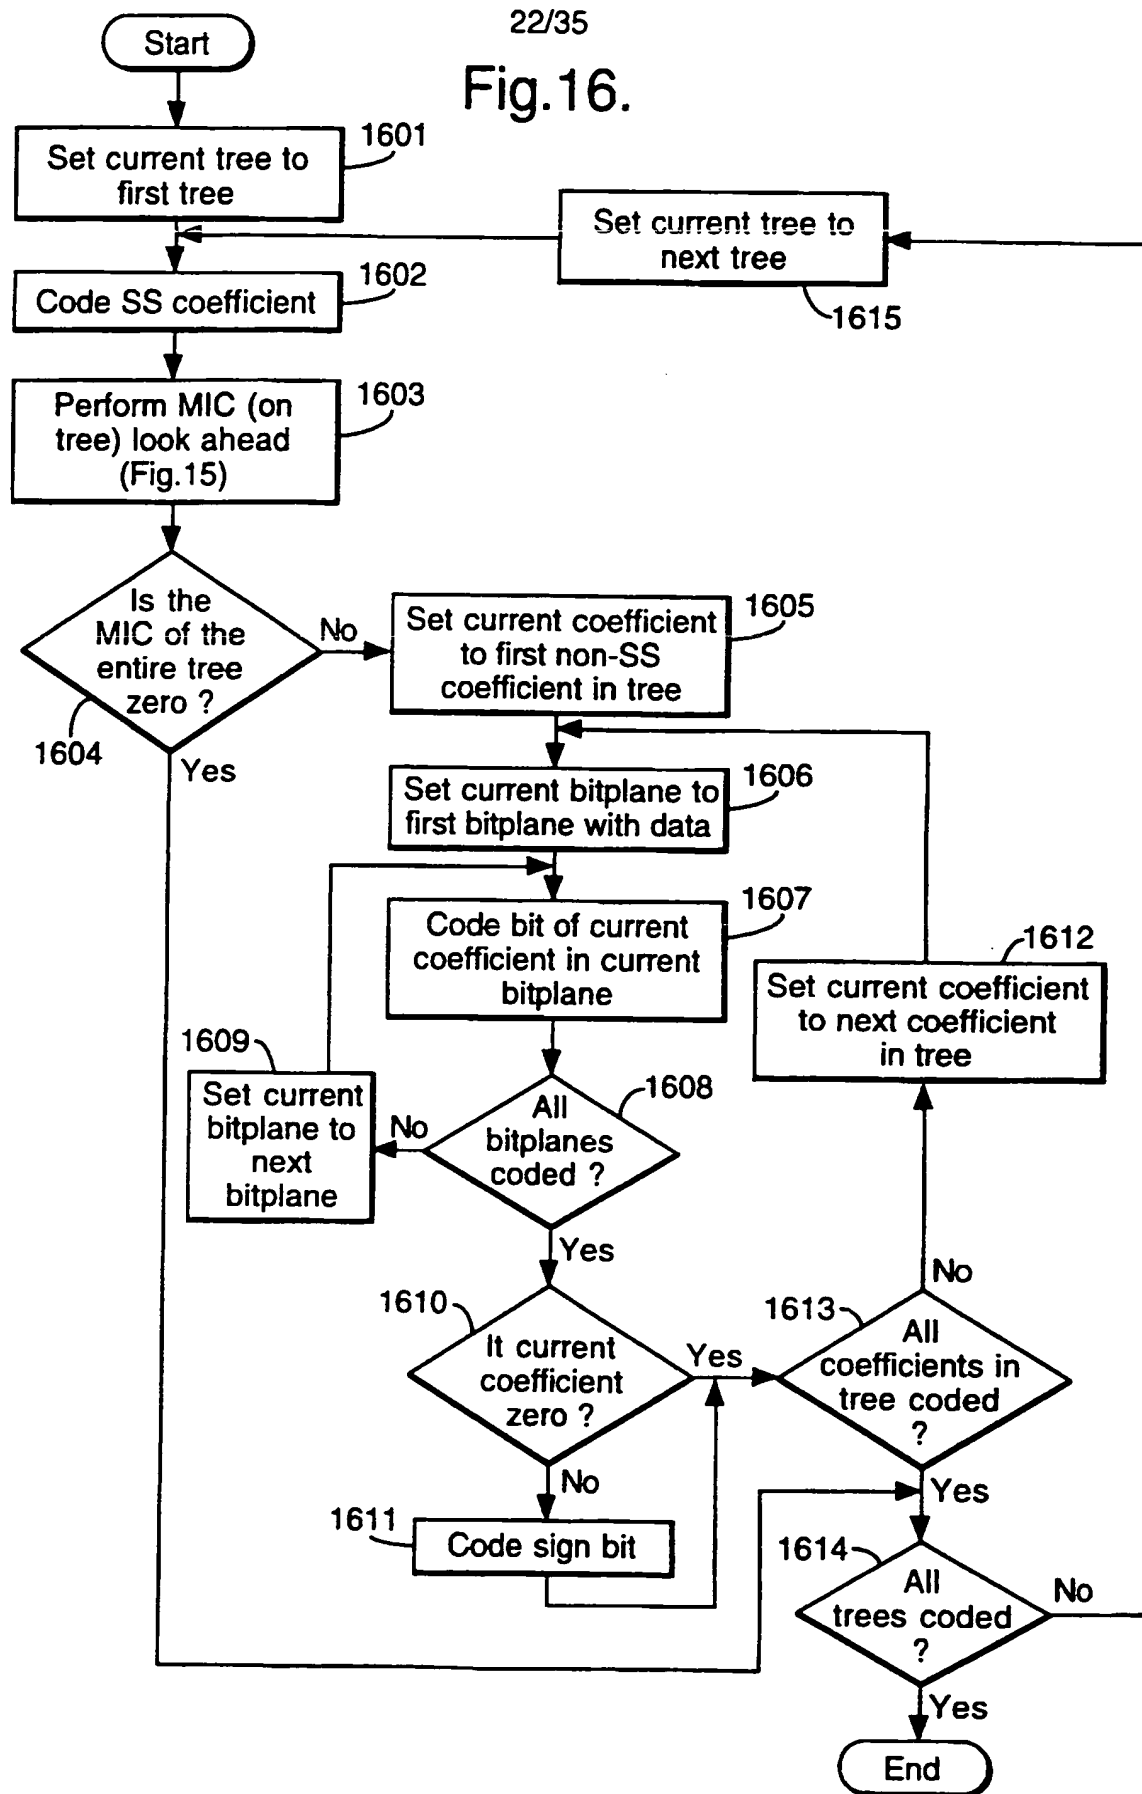 22/35
Fig.16.
Start
1601
Set current tree to
first tree
Set current tree to
next tree
1615
1602
Code SS coefficient
1603
Perform MIC (on
tree) look ahead
(Fig.15)
Is the
MIC of the
entire tree
zero ?
1604
No
Yes
1605
Set current coefficient
to first non-SS
coefficient in tree
1606
Set current bitplane to
first bitplane with data
1607
Code bit of current
coefficient in current
bitplane
1612
Set current coefficient
to next coefficient
in tree
1609
Set current
bitplane to
next
bitplane
1608
All
bitplanes
coded ?
No
Yes
1610
It current
coefficient
zero ?
Yes
No
1611
Code sign bit
1613
All
coefficients in
tree coded
?
No
Yes
1614
All
trees coded
?
No
Yes
End